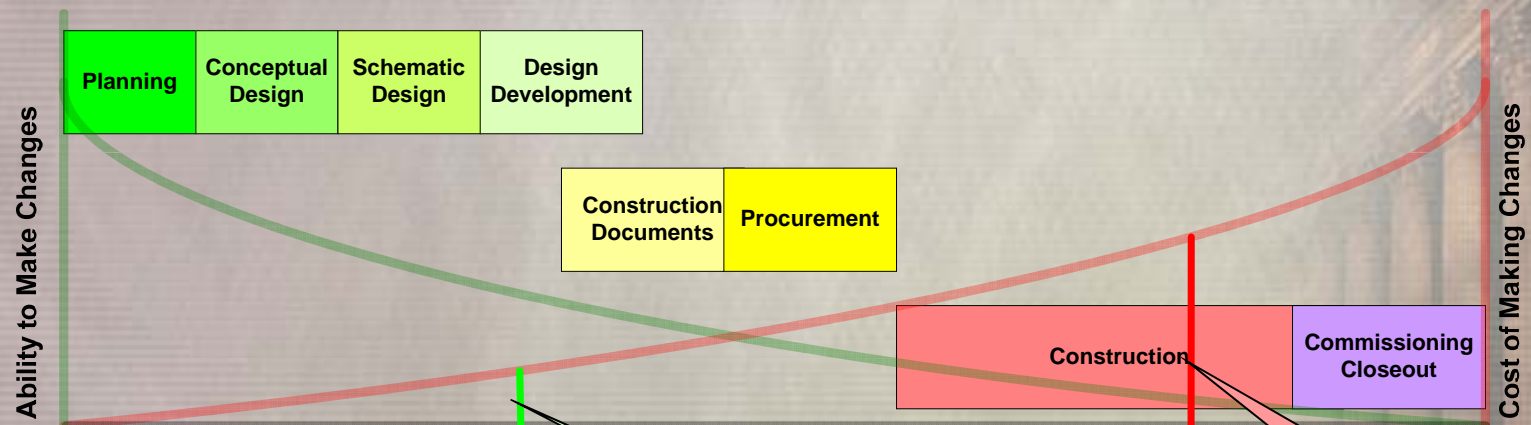 Ability to Make Changes
Planning
Conceptual
Design
Schematic
Design
Design
Development
Construction
Documents
Procurement
Construction
Commissioning
Closeout
Cost of Making Changes